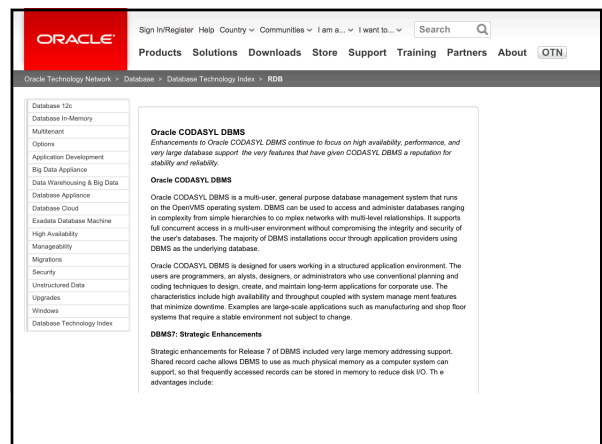 ORACLE
Sign In/Register Help Country Communities I am a... I want to... Search
Products Solutions Downloads Store Support Training Partners About OTN
Oracle Technology Network > Database > Database Technology Index > RDB
Database 12c
Database In-Memory
Multitenant
Options
Application Development
Big Data Appliance
Data Warehousing & Big Data
Database Appliance
Database Cloud
Exadata Database Machine
High Availability
Manageability
Migrations
Security
Unstructured Data
Upgrades
Windows
Database Technology Index
Oracle CODASYL DBMS
Enhancements to Oracle CODASYL DBMS continue to focus on high availability, performance, and
very large database support the very features that have given CODASYL DBMS a reputation for
stability and reliability.
Oracle CODASYL DBMS
Oracle CODASYL DBMS is a multi-user, general purpose database management system that runs
on the OpenVMS operating system. DBMS can be used to access and administer databases ranging
in complexity from simple hierarchies to co mplex networks with multi-level relationships. It supports
full concurrent access in a multi-user environment without compromising the integrity and security of
the user's databases. The majority of DBMS installations occur through application providers using
DBMS as the underlying database.
Oracle CODASYL DBMS is designed for users working in a structured application environment. The
users are programmers, an alysts, designers, or administrators who use conventional planning and
coding techniques to design, create, and maintain long-term applications for corporate use. The
characteristics include high availability and throughput coupled with system manage ment features
that minimize downtime. Examples are large-scale applications such as manufacturing and shop floor
systems that require a stable environment not subject to change.
DBMS7: Strategic Enhancements
Strategic enhancements for Release 7 of DBMS included very large memory addressing support.
Shared record cache allows DBMS to use as much physical memory as a computer system can
support, so that frequently accessed records can be stored in memory to reduce disk I/O. Th e
advantages include: